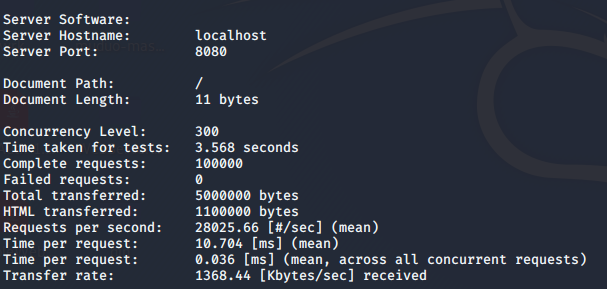 Server Software:
Server Hostname: localhost
Server Port: 8080
Document Path: /
Document Length: 11 bytes
Concurrency Level: 300
Time taken for tests: 3.568 seconds
Complete requests: 100000
Failed requests: 0
Total transferred: 5000000 bytes
HTML transferred: 1100000 bytes
Requests per second: 28025.66 [#/sec] (mean)
Time per request: 10.704 [ms] (mean)
Time per request: 0.036 [ms] (mean, across all concurrent requests)
Transfer rate: 1368.44 [Kbytes/sec] received